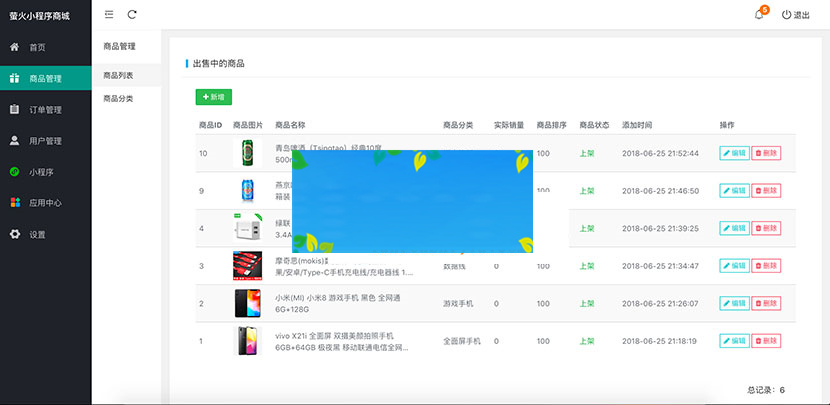 萤火小程序商城
5
退出
首页
商品管理
订单管理
用户管理
小程序
应用中心
设置
商品管理
商品列表
商品分类
出售中的商品
新增
商品ID 商品图片 商品名称 商品分类 实际销量 商品排序 商品状态 添加时间 操作
10 青岛啤酒（Tsingtao）经典10度
500m 100 上架 2018-06-25 21:52:44 编辑 删除
9 燕京
箱装 100 上架 2018-06-25 21:46:50 编辑 删除
4 绿联
3.4A 上架 2018-06-25 21:39:25 编辑 删除
3 摩奇思(mokis)
果/安卓/Type-C手机充电线/充电器线 1.... 数据线 0 100 上架 2018-06-25 21:34:47 编辑 删除
2 小米(MI) 小米8 游戏手机 黑色 全网通
6G+128G 游戏手机 0 100 上架 2018-06-25 21:26:07 编辑 删除
1 vivo X21i 全面屏 双摄美颜拍照手机
6GB+64GB 极夜黑 移动联通电信全网... 全面屏手机 0 100 上架 2018-06-25 21:18:19 编辑 删除
总记录：6